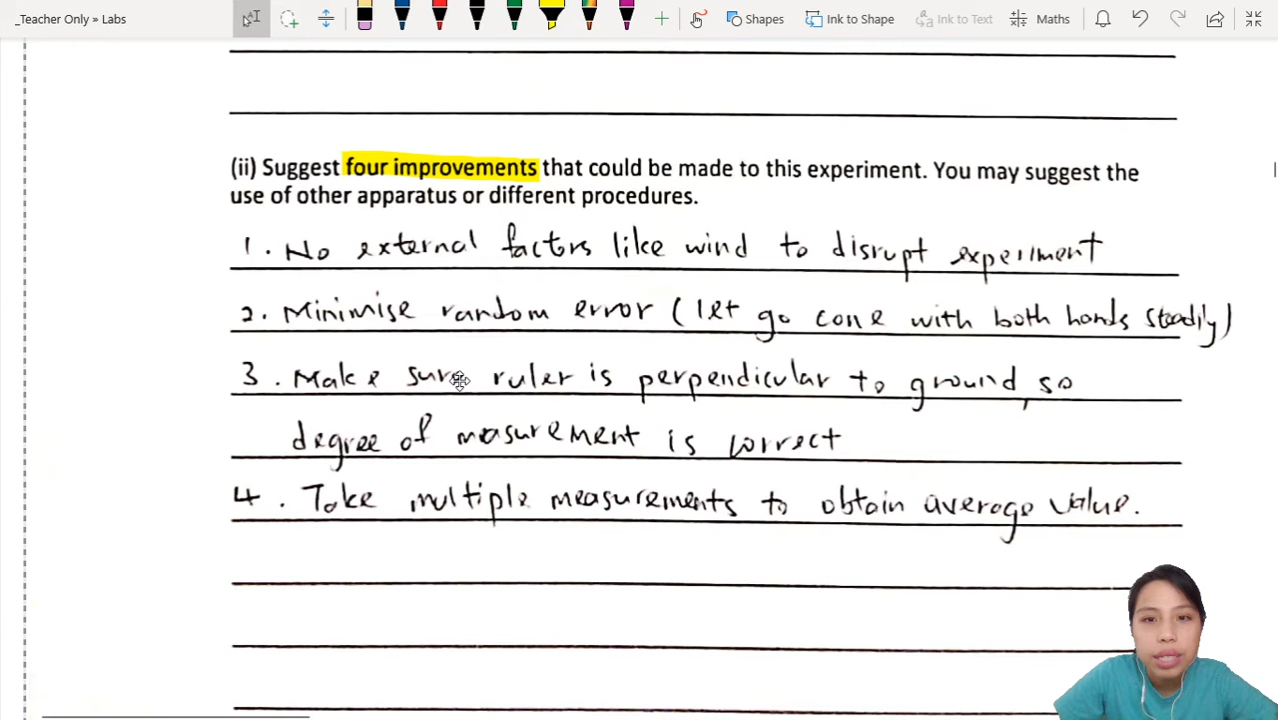 _Teacher Only » Labs
Shapes
Ink to Shape
Ink to Text
Maths
(ii) Suggest four improvements that could be made to this experiment. You may suggest the
use of other apparatus or different procedures.
1. No external factors like wind to disrupt experiment
2. Minimise random error (let go cone with both hands steadily)
3. Make sure ruler is perpendicular to ground, so
degree of measurement is correct
4. Take multiple measurements to obtain average value.